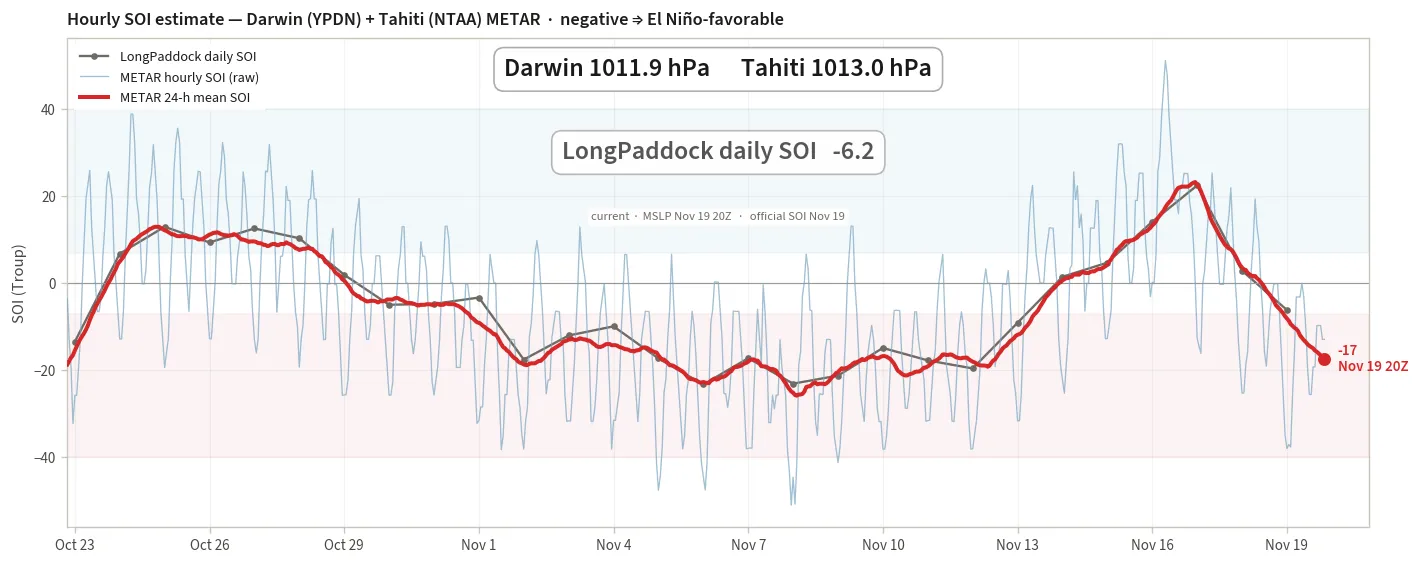 Hourly SOI estimate — Darwin (YPDN) + Tahiti (NTAA) METAR · negative ⇒ El Niño-favorable
LongPaddock daily SOI
METAR hourly SOI (raw)
METAR 24-h mean SOI
Darwin 1011.9 hPa Tahiti 1013.0 hPa
LongPaddock daily SOI -6.2
current · MSLP Nov 19 20Z · official SOI Nov 19
SOI (Troup)
40
20
0
−20
−40
-17
Nov 19 20Z
Oct 23 Oct 26 Oct 29 Nov 1 Nov 4 Nov 7 Nov 10 Nov 13 Nov 16 Nov 19